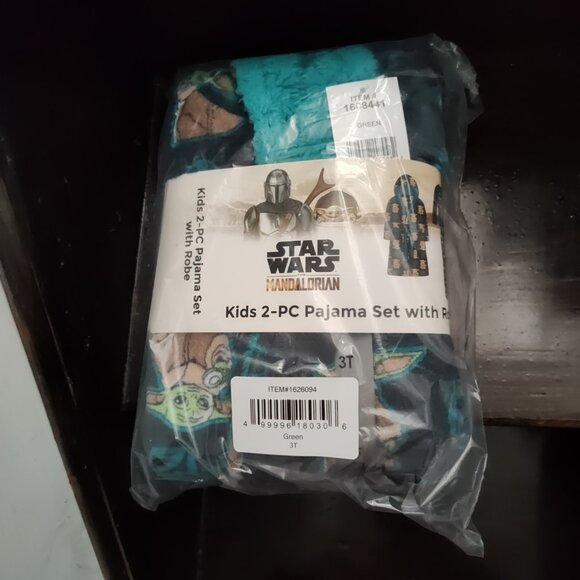 ITEM #
1608441
GREEN
Kids 2-PC Pajama Set
with Robe
STAR
WARS
THE
MANDALORIAN
Kids 2-PC Pajama Set with
3T
ITEM#1626094
4 99996 18030 6
Green
3T